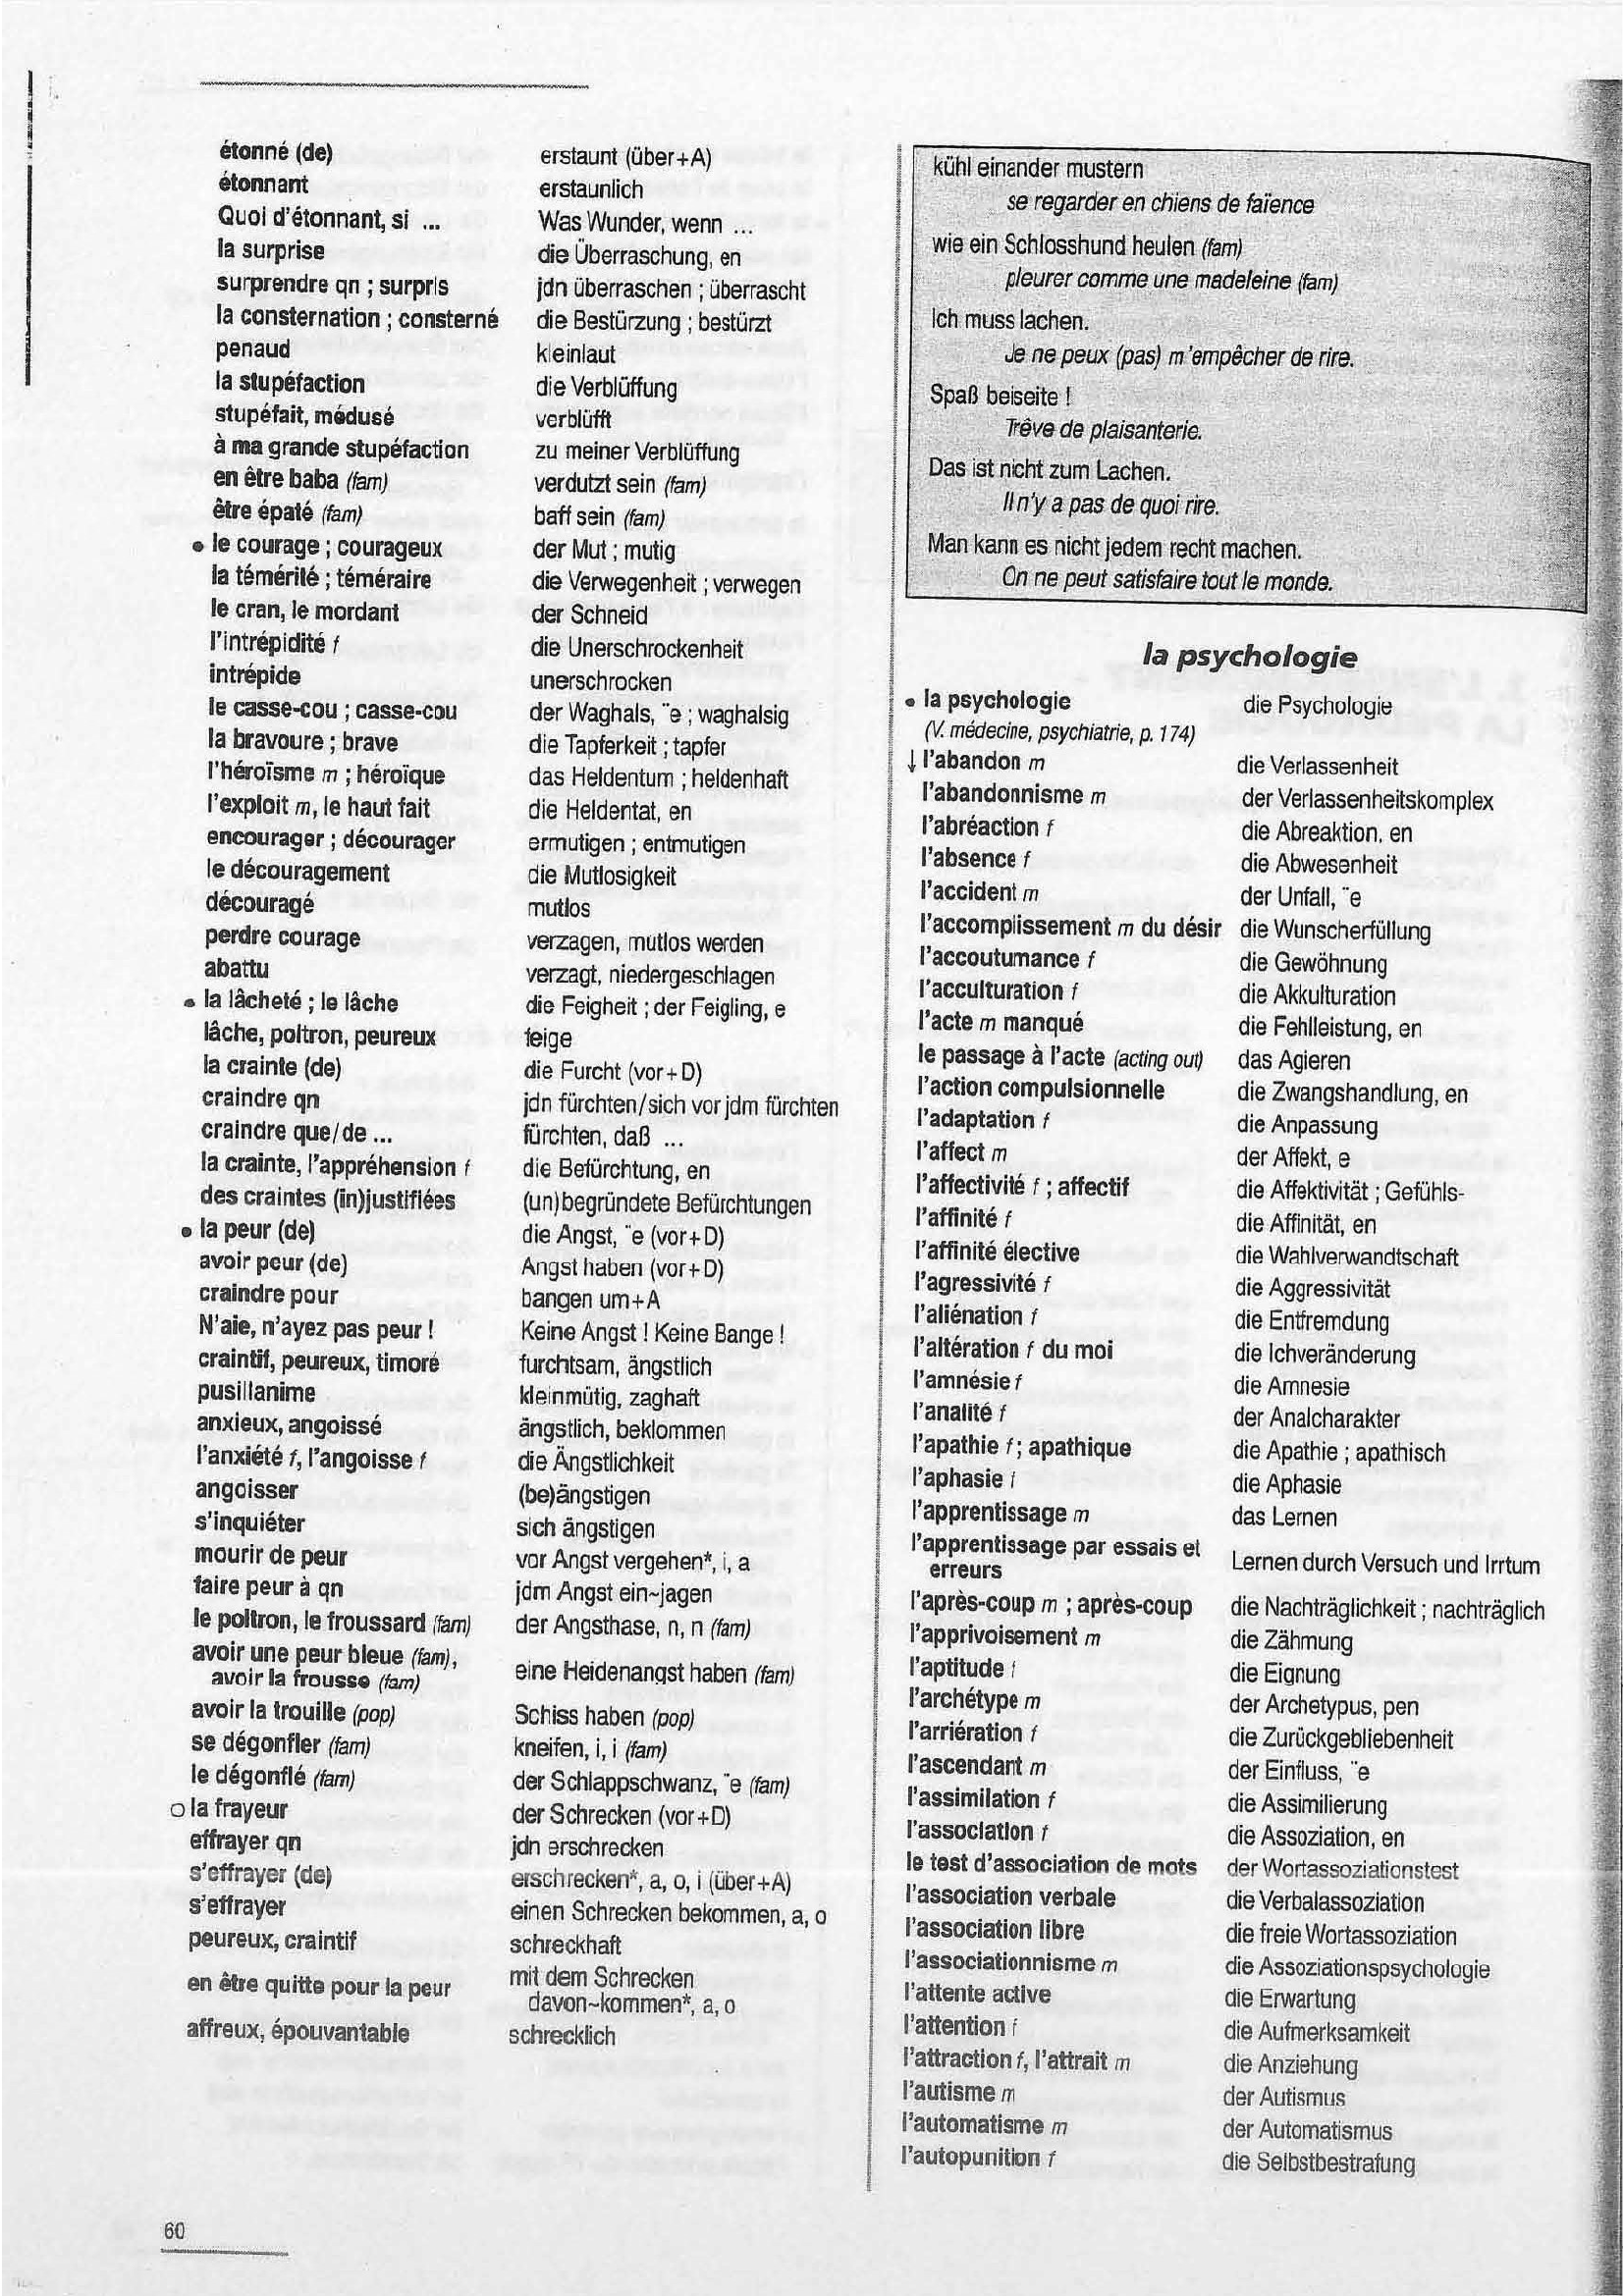 étonné (de) erstaunt (über+A)
étonnant erstaunlich
Quoi d'étonnant, si ... Was Wunder, wenn ...
la surprise die Überraschung, en
surprendre qn ; surpris jdn überraschen ; überrascht
la consternation ; consterné die Bestürzung ; bestürzt
penaud kleinlaut
la stupéfaction die Verblüffung
stupéfait, médusé verblüfft
à ma grande stupéfaction zu meiner Verblüffung
en être baba (fam) verdutzt sein (fam)
être épaté (fam) baff sein (fam)
• le courage ; courageux der Mut ; mutig
la témérité ; téméraire die Verwegenheit ; verwegen
le cran, le mordant der Schneid
l'intrépidité f die Unerschrockenheit
intrépide unerschrocken
le casse-cou ; casse-cou der Waghals, ¨e ; waghalsig
la bravoure ; brave die Tapferkeit ; tapfer
l'héroïsme m ; héroïque das Heldentum ; heldenhaft
l'exploit m, le haut fait die Heldentat, en
encourager ; décourager ermutigen ; entmutigen
le découragement die Mutlosigkeit
découragé mutlos
perdre courage verzagen, mutlos werden
abattu verzagt, niedergeschlagen
• la lâcheté ; le lâche die Feigheit ; der Feigling, e
lâche, poltron, peureux feige
la crainte (de) die Furcht (vor+D)
craindre qn jdn fürchten/sich vor jdm fürchten
craindre que/de ... fürchten, daß ...
la crainte, l'appréhension f die Befürchtung, en
des craintes (in)justifiées (un)begründete Befürchtungen
• la peur (de) die Angst, ¨e (vor+D)
avoir peur (de) Angst haben (vor+D)
craindre pour bangen um+A
N'aie, n'ayez pas peur ! Keine Angst ! Keine Bange !
craintif, peureux, timoré furchtsam, ängstlich
pusillanime kleinmütig, zaghaft
anxieux, angoissé ängstlich, beklommen
l'anxiété f, l'angoisse f die Ängstlichkeit
angoisser (be)ängstigen
s'inquiéter sich ängstigen
mourir de peur vor Angst vergehen*, i, a
faire peur à qn jdm Angst ein~jagen
le poltron, le froussard (fam) der Angsthase, n, n (fam)
avoir une peur bleue (fam),
avoir la frousse (fam) eine Heidenangst haben (fam)
avoir la trouille (pop) Schiss haben (pop)
se dégonfler (fam) kneifen, i, i (fam)
le dégonflé (fam) der Schlappschwanz, ¨e (fam)
o la frayeur der Schrecken (vor+D)
effrayer qn jdn erschrecken
s'effrayer (de) erschrecken*, a, o, i (über+A)
s'effrayer einen Schrecken bekommen, a, o
peureux, craintif schreckhaft
en être quitte pour la peur mit dem Schrecken
davon~kommen*, a, o
affreux, épouvantable schrecklich
60
kühl einander mustern
se regarder en chiens de faïence
wie ein Schlosshund heulen (fam)
pleurer comme une madeleine (fam)
Ich muss lachen.
Je ne peux (pas) m'empêcher de rire.
Spaß beiseite !
Trêve de plaisanterie.
Das ist nicht zum Lachen.
Il n'y a pas de quoi rire.
Man kann es nicht jedem recht machen.
On ne peut satisfaire tout le monde.
la psychologie
• la psychologie die Psychologie
(V. médecine, psychiatrie, p. 174)
↓ l'abandon m die Verlassenheit
l'abandonnisme m der Verlassenheitskomplex
l'abréaction f die Abreaktion, en
l'absence f die Abwesenheit
l'accident m der Unfall, ¨e
l'accomplissement m du désir die Wunscherfüllung
l'accoutumance f die Gewöhnung
l'acculturation f die Akkulturation
l'acte m manqué die Fehlleistung, en
le passage à l'acte (acting out) das Agieren
l'action compulsionnelle die Zwangshandlung, en
l'adaptation f die Anpassung
l'affect m der Affekt, e
l'affectivité f ; affectif die Affektivität ; Gefühls-
l'affinité f die Affinität, en
l'affinité élective die Wahlverwandtschaft
l'agressivité f die Aggressivität
l'aliénation f die Entfremdung
l'altération f du moi die Ichveränderung
l'amnésie f die Amnesie
l'analité f der Analcharakter
l'apathie f ; apathique die Apathie ; apathisch
l'aphasie f die Aphasie
l'apprentissage m das Lernen
l'apprentissage par essais et
erreurs Lernen durch Versuch und Irrtum
l'après-coup m ; après-coup die Nachträglichkeit ; nachträglich
l'apprivoisement m die Zähmung
l'aptitude f die Eignung
l'archétype m der Archetypus, pen
l'arriération f die Zurückgebliebenheit
l'ascendant m der Einfluss, ¨e
l'assimilation f die Assimilierung
l'association f die Assoziation, en
le test d'association de mots der Wortassoziationstest
l'association verbale die Verbalassoziation
l'association libre die freie Wortassoziation
l'associationnisme m die Assoziationspsychologie
l'attente active die Erwartung
l'attention f die Aufmerksamkeit
l'attraction f, l'attrait m die Anziehung
l'autisme m der Autismus
l'automatisme m der Automatismus
l'autopunition f die Selbstbestrafung